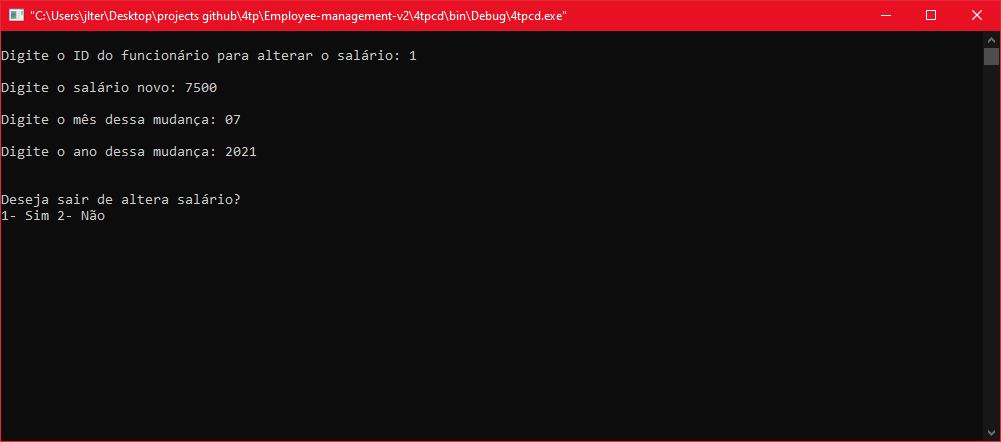 "C:\Users\jlter\Desktop\projects github\4tp\Employee-management-v2\4tpcd\bin\Debug\4tpcd.exe"
Digite o ID do funcionário para alterar o salário: 1
Digite o salário novo: 7500
Digite o mês dessa mudança: 07
Digite o ano dessa mudança: 2021
Deseja sair de altera salário?
1- Sim 2- Não